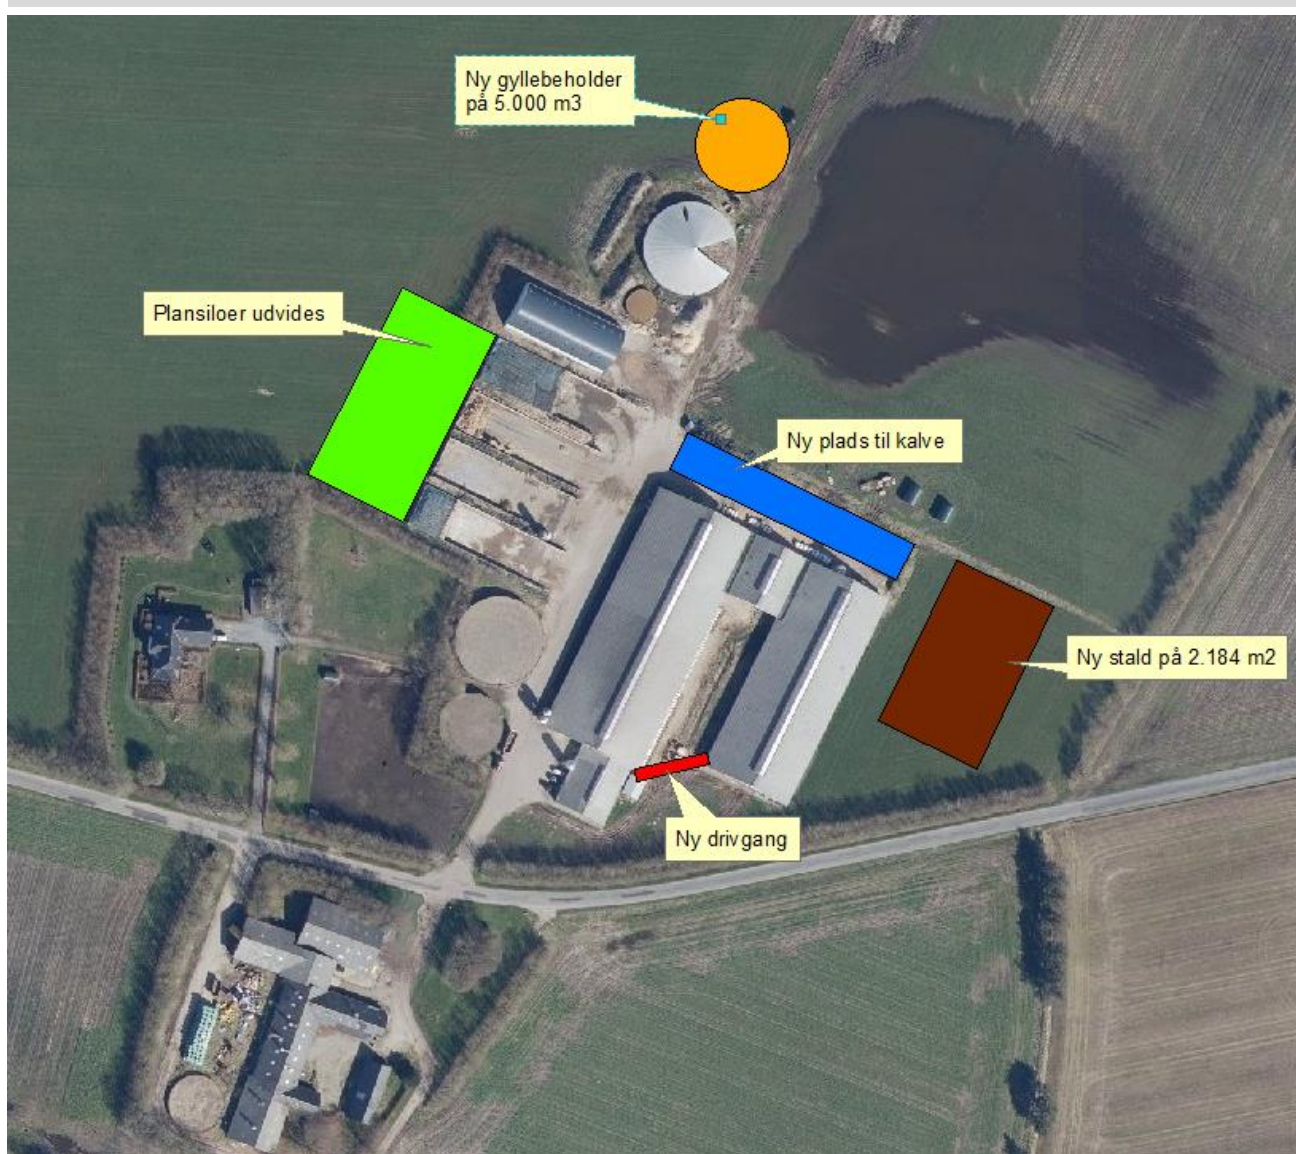 Ny gyllebeholder
på 5.000 m3
Plansiloer udvides
Ny plads til kalve
Ny stald på 2.184 m2
Ny drivgang